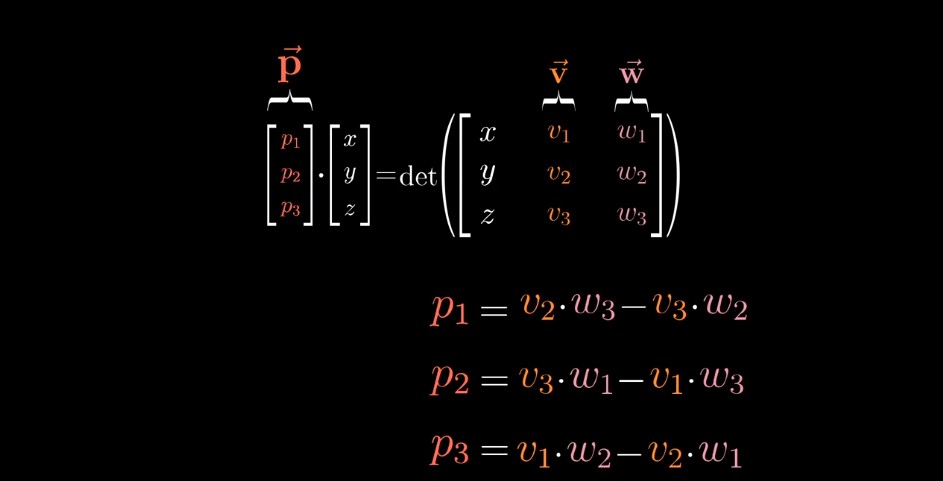 p⃗ v⃗ w⃗
[p₁ p₂ p₃] · [x y z] = det([x v₁ w₁
y v₂ w₂
z v₃ w₃])
p₁ = v₂·w₃ − v₃·w₂
p₂ = v₃·w₁ − v₁·w₃
p₃ = v₁·w₂ − v₂·w₁